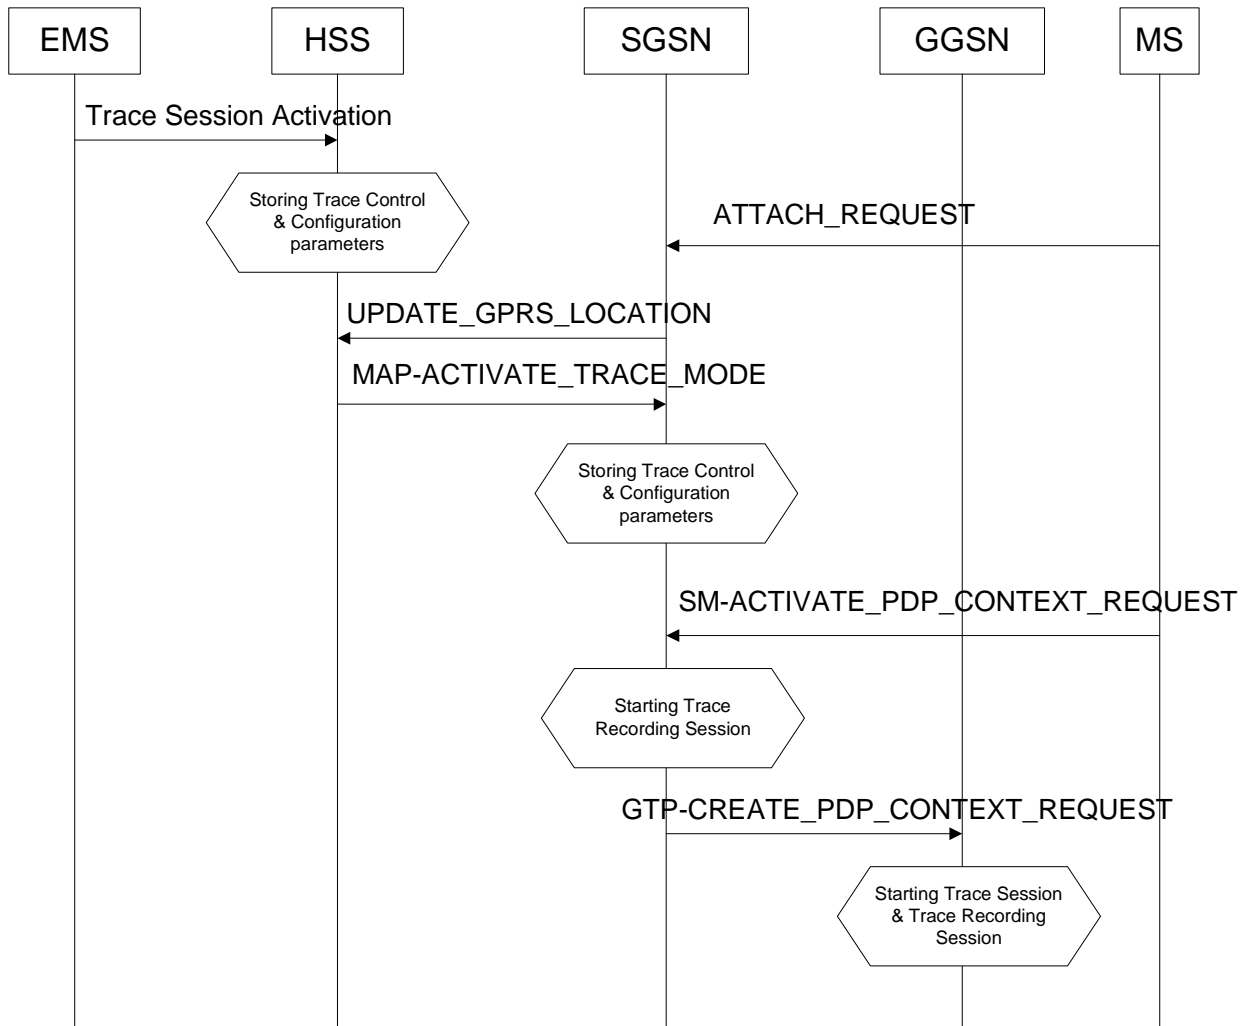 EMS
HSS
SGSN
GGSN
MS
Trace Session Activation
Storing Trace Control
& Configuration
parameters
ATTACH_REQUEST
UPDATE_GPRS_LOCATION
MAP-ACTIVATE_TRACE_MODE
Storing Trace Control
& Configuration
parameters
SM-ACTIVATE_PDP_CONTEXT_REQUEST
Starting Trace
Recording Session
GTP-CREATE_PDP_CONTEXT_REQUEST
Starting Trace Session
& Trace Recording
Session